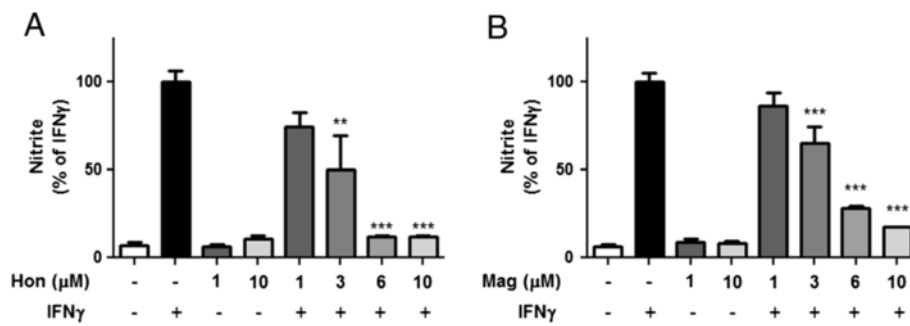 A
Nitrite
(% of IFNγ)
100
50
0
**
***
***
Hon (μM) - - 1 10 1 3 6 10
IFNγ - + - - + + + +
B
Nitrite
(% of IFNγ)
100
50
0
***
***
***
Mag (μM) - - 1 10 1 3 6 10
IFNγ - + - - + + + +